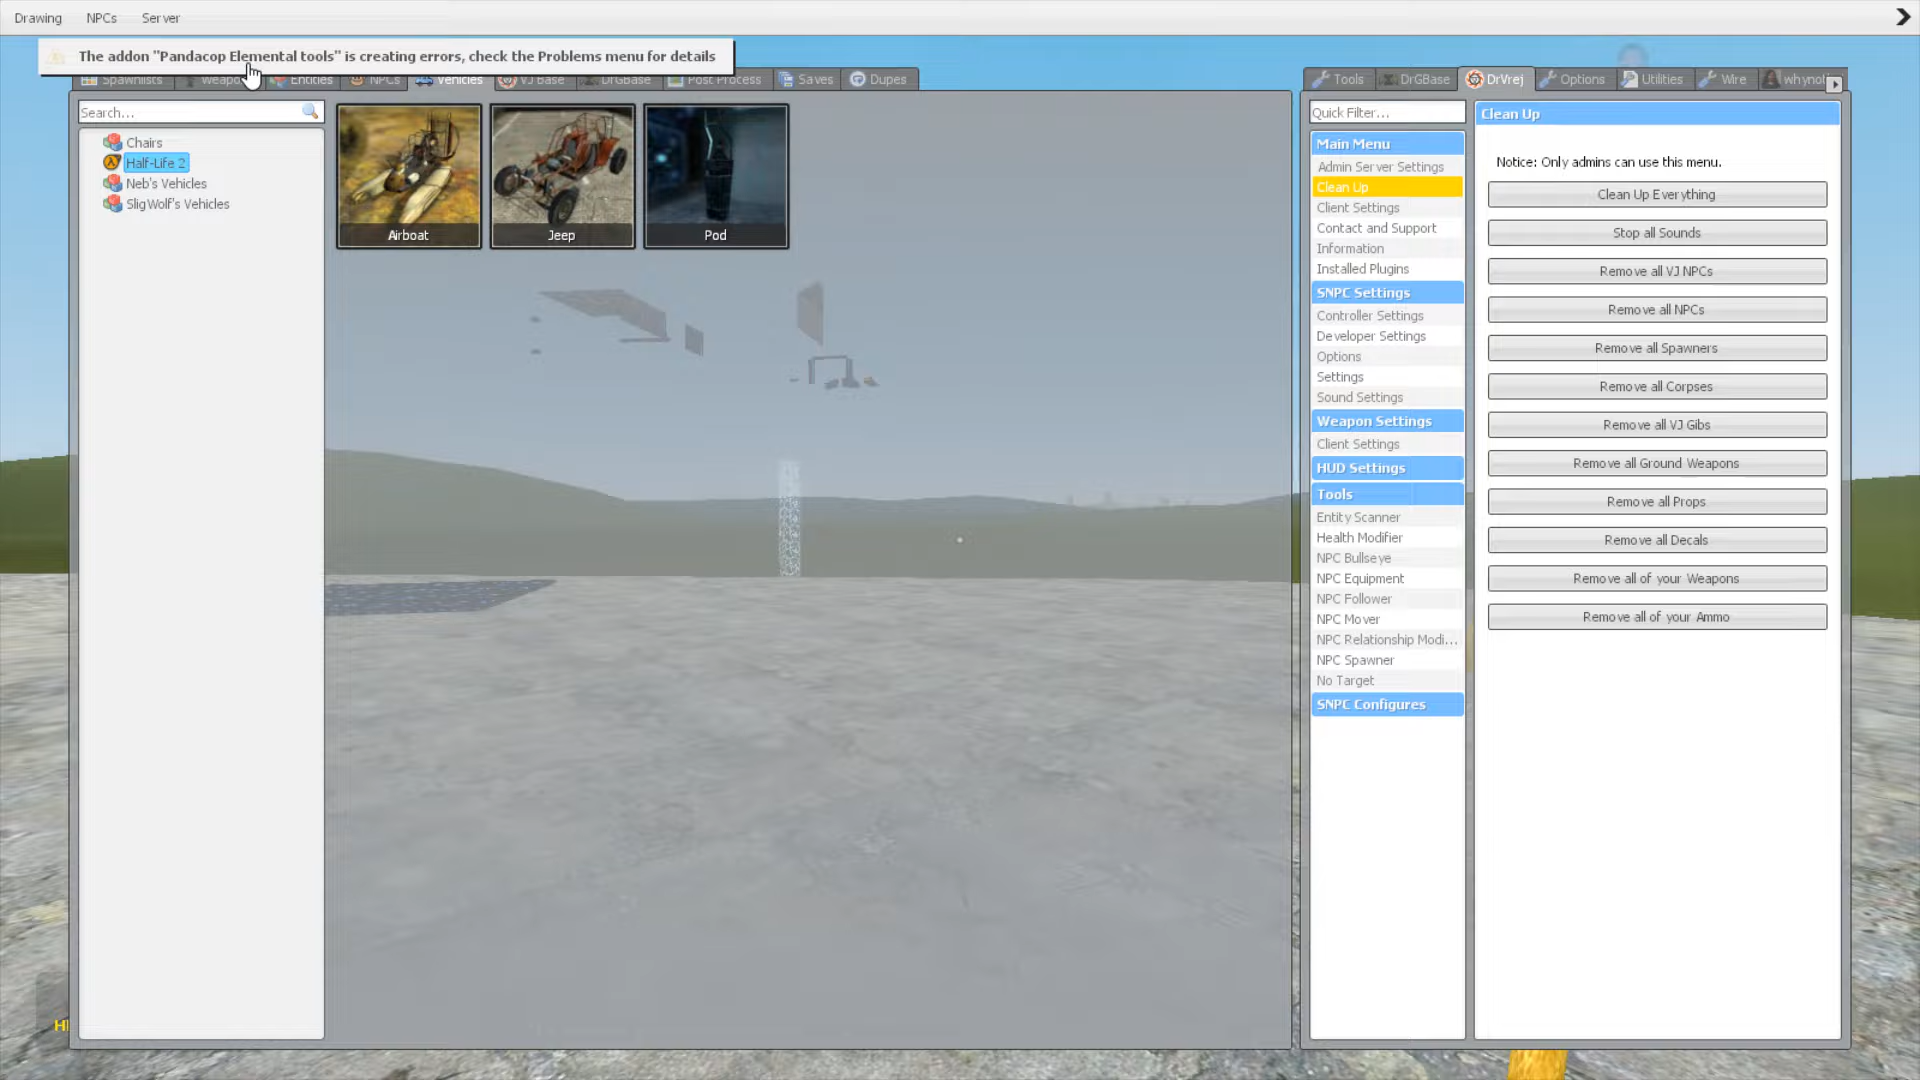 Drawing NPCs Server
The addon "Pandacop Elemental tools" is creating errors, check the Problems menu for details
Spawnlists Weapon Entities NPCs Vehicles VJ Base DrGBase Post Process Saves Dupes
Search...
Chairs
Half-Life 2
Neb's Vehicles
SligWolf's Vehicles
Airboat Jeep Pod
Tools DrGBase DrVrej Options Utilities Wire whynot
Quick Filter...
Main Menu
Admin Server Settings
Clean Up
Client Settings
Contact and Support
Information
Installed Plugins
SNPC Settings
Controller Settings
Developer Settings
Options
Settings
Sound Settings
Weapon Settings
Client Settings
HUD Settings
Tools
Entity Scanner
Health Modifier
NPC Bullseye
NPC Equipment
NPC Follower
NPC Mover
NPC Relationship Modi...
NPC Spawner
No Target
SNPC Configures
Clean Up
Notice: Only admins can use this menu.
Clean Up Everything
Stop all Sounds
Remove all VJ NPCs
Remove all NPCs
Remove all Spawners
Remove all Corpses
Remove all VJ Gibs
Remove all Ground Weapons
Remove all Props
Remove all Decals
Remove all of your Weapons
Remove all of your Ammo